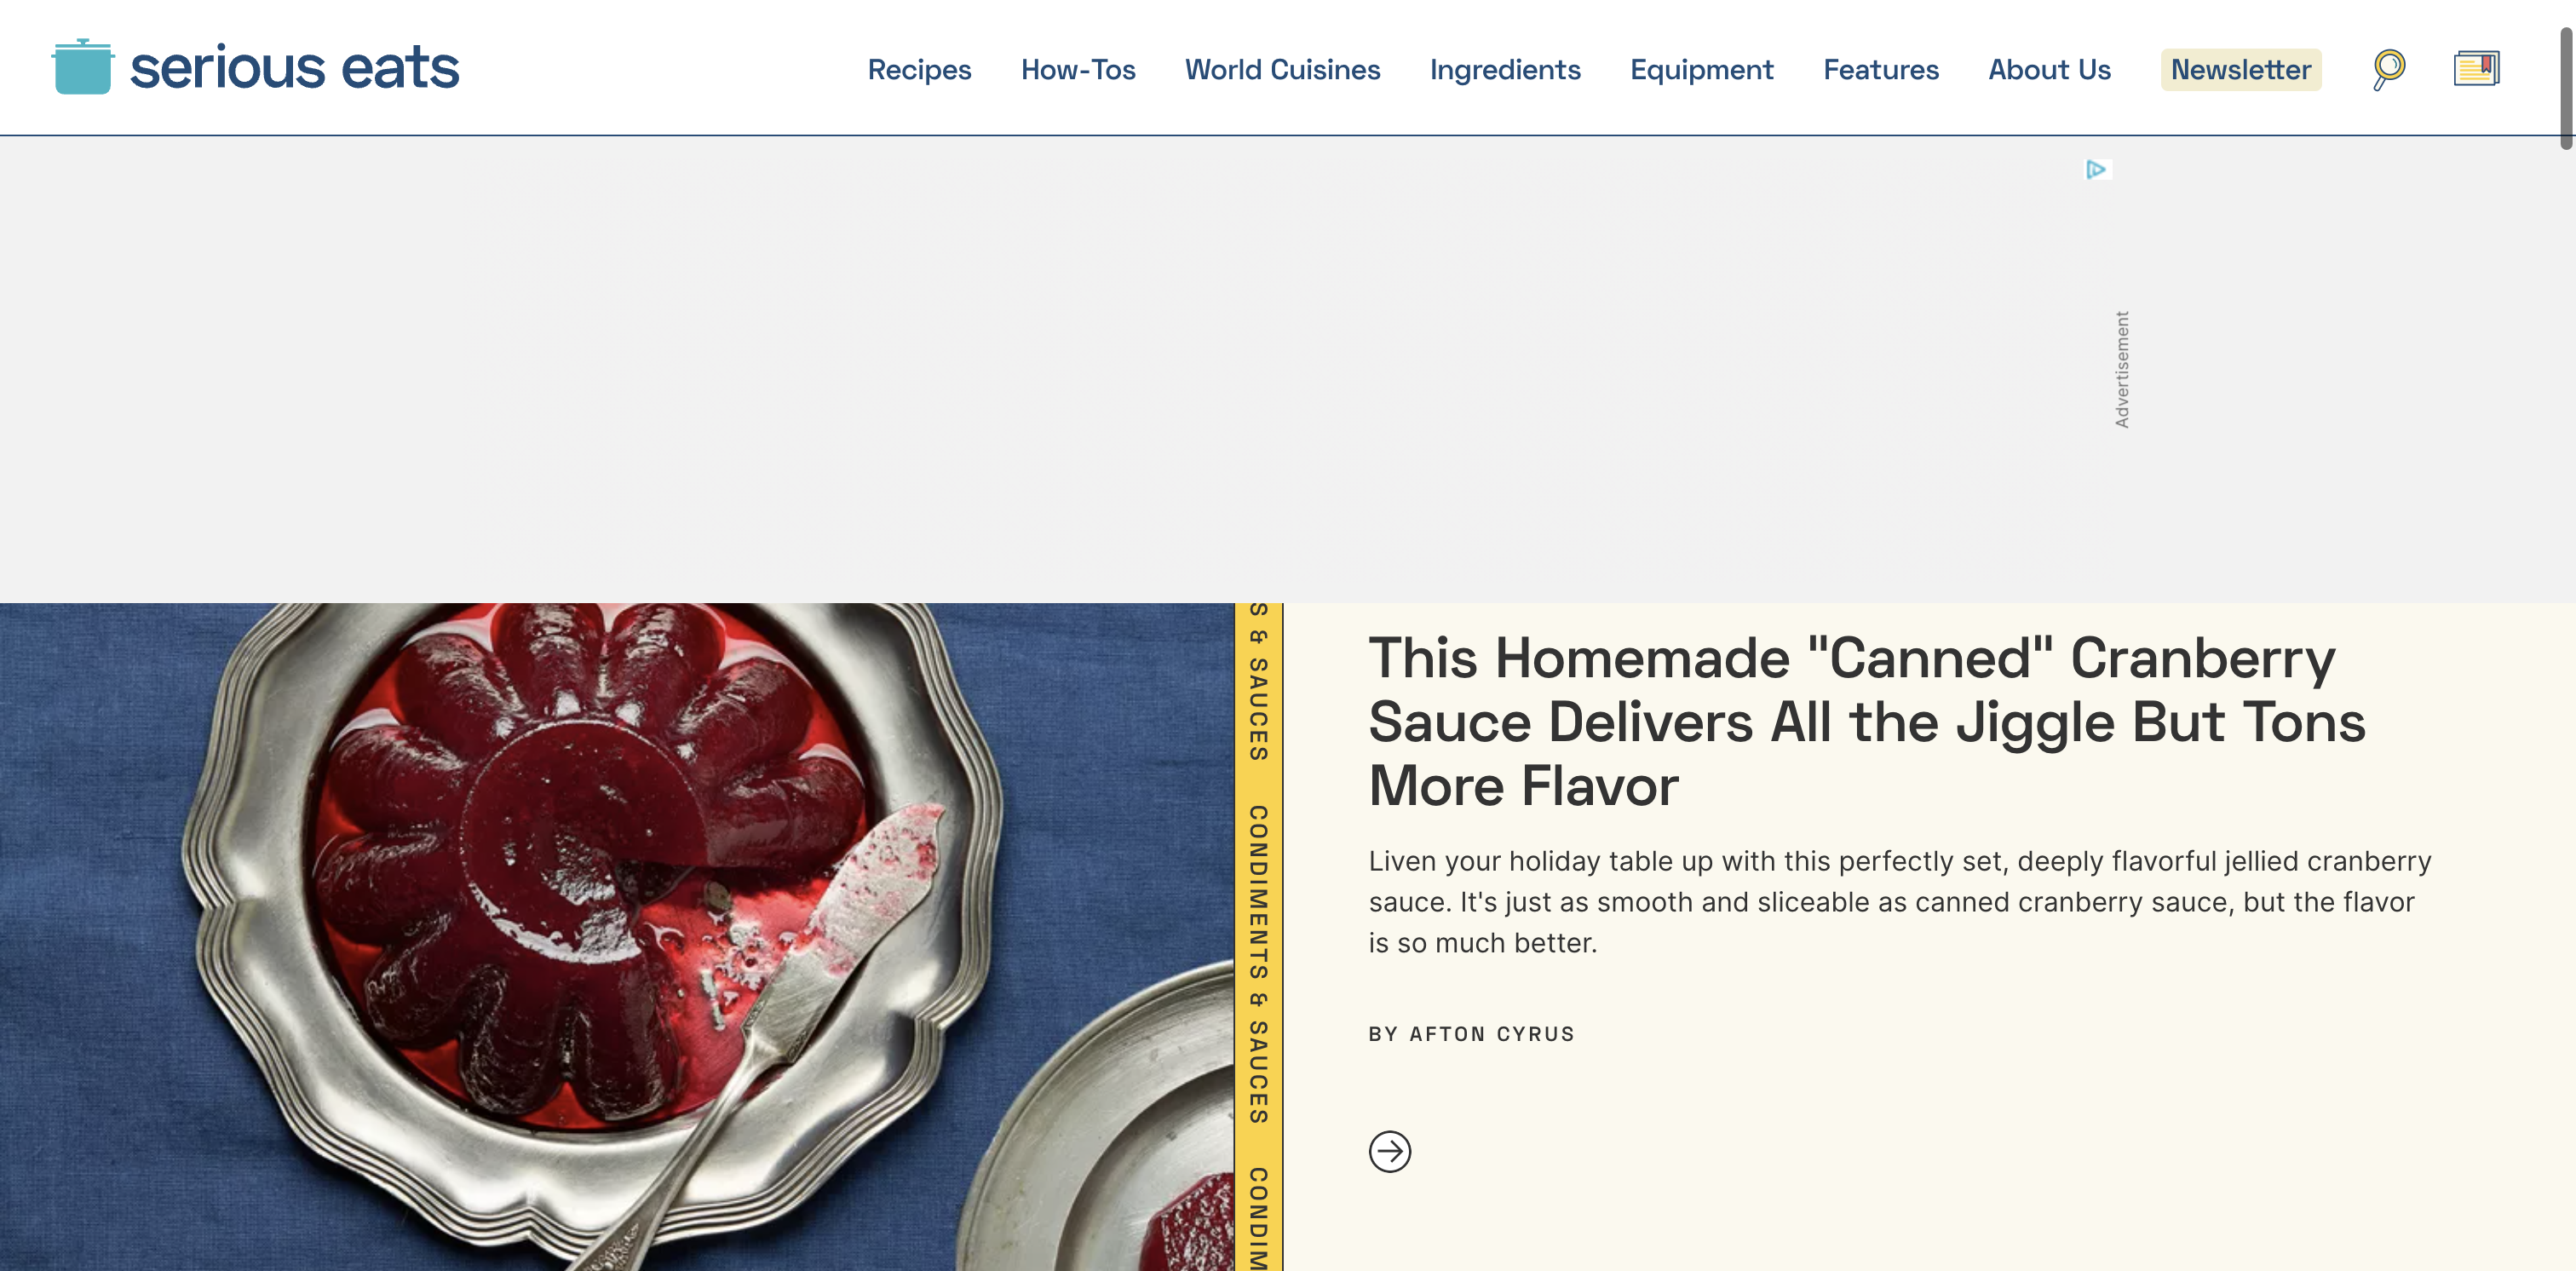 serious eats
Recipes How-Tos World Cuisines Ingredients Equipment Features About Us Newsletter
Advertisement
S & SAUCES CONDIMENTS & SAUCES CONDIM
This Homemade "Canned" Cranberry
Sauce Delivers All the Jiggle But Tons
More Flavor
Liven your holiday table up with this perfectly set, deeply flavorful jellied cranberry
sauce. It's just as smooth and sliceable as canned cranberry sauce, but the flavor
is so much better.
BY AFTON CYRUS